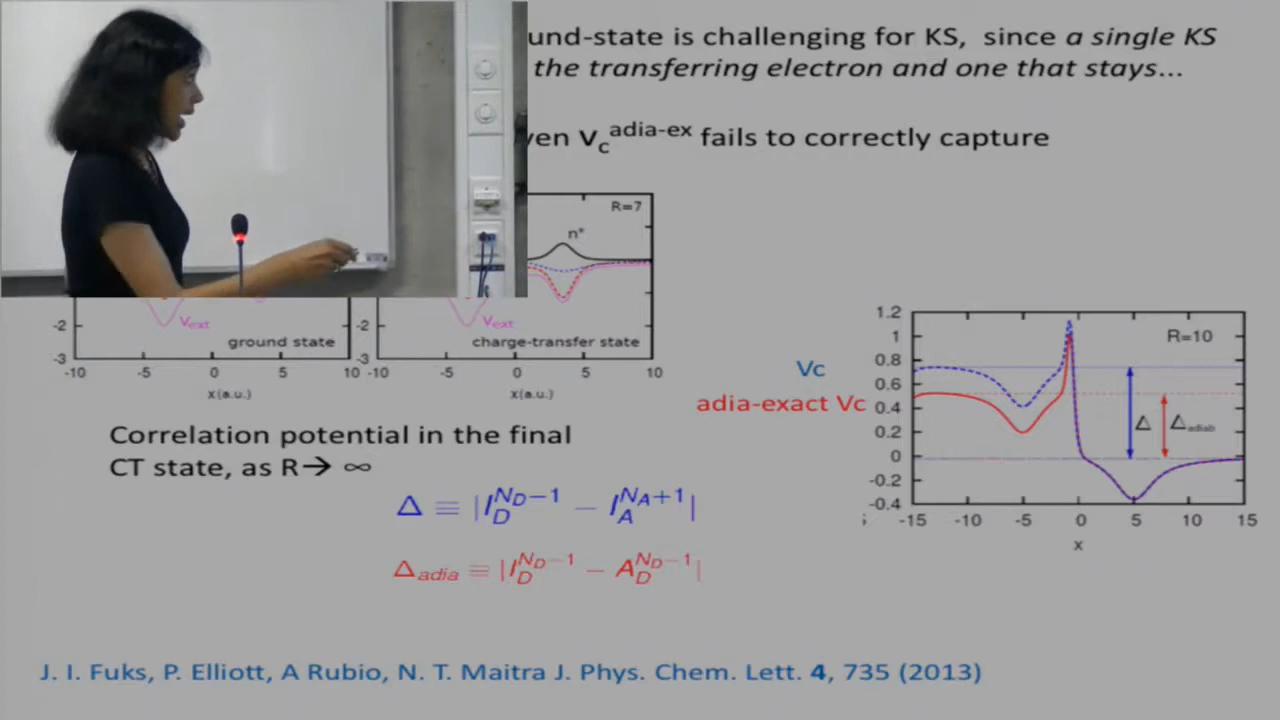 und-state is challenging for KS, since a single KS
the transferring electron and one that stays...
ven vc adia-ex fails to correctly capture
R=7
n*
Vext
ground state
Vext
charge-transfer state
-2
-3
-10 -5 0 5 10
x(a.u.)
-2
-3
-10 -5 0 5 10
x(a.u.)
Vc
adia-exact Vc
1.2
1
0.8
0.6
0.4
0.2
0
-0.2
-0.4
R=10
Δ
Δadiab
-15 -10 -5 0 5 10 15
x
Correlation potential in the final
CT state, as R→ ∞
Δ ≡ |I_D^{N_D−1} − I_A^{N_A+1}|
Δadia ≡ |I_D^{N_D−1} − A_D^{N_D−1}|
J. I. Fuks, P. Elliott, A Rubio, N. T. Maitra J. Phys. Chem. Lett. 4, 735 (2013)